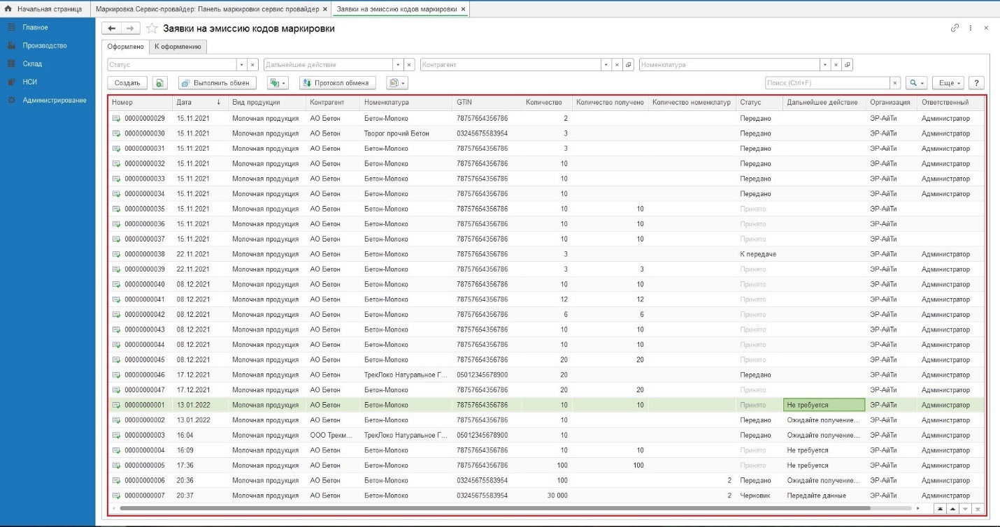 Начальная страница Маркировка.Сервис-провайдер: Панель маркировки сервис провайдер × Заявки на эмиссию кодов маркировки ×
Главное
Производство
Склад
НСИ
Администрирование
Заявки на эмиссию кодов маркировки
Оформлено К оформлению
Статус Дальнейшее действие Контрагент Номенклатура
Создать Выполнить обмен Протокол обмена Поиск (Ctrl+F) × Еще ?
Номер Дата ↓ Вид продукции Контрагент Номенклатура GTIN Количество Количество получено Количество номенклатур Статус Дальнейшее действие Организация Ответственный
00000000029 15.11.2021 Молочная продукция АО Бетон Бетон-Молоко 78757654356786 2 Передано ЭР-АйТи Администратор
00000000030 15.11.2021 Молочная продукция АО Бетон Творог прочий Бетон 03245675583954 3 Передано ЭР-АйТи Администратор
00000000031 15.11.2021 Молочная продукция АО Бетон Бетон-Молоко 78757654356786 3 Передано ЭР-АйТи Администратор
00000000032 15.11.2021 Молочная продукция АО Бетон Бетон-Молоко 78757654356786 10 Передано ЭР-АйТи Администратор
00000000033 15.11.2021 Молочная продукция АО Бетон Бетон-Молоко 78757654356786 10 Передано ЭР-АйТи Администратор
00000000034 15.11.2021 Молочная продукция АО Бетон Бетон-Молоко 78757654356786 10 Передано ЭР-АйТи Администратор
00000000035 15.11.2021 Молочная продукция АО Бетон Бетон-Молоко 78757654356786 10 10 Принято ЭР-АйТи
00000000036 15.11.2021 Молочная продукция АО Бетон Бетон-Молоко 78757654356786 10 10 Принято ЭР-АйТи
00000000037 15.11.2021 Молочная продукция АО Бетон Бетон-Молоко 78757654356786 10 10 Принято ЭР-АйТи
00000000038 22.11.2021 Молочная продукция АО Бетон Бетон-Молоко 78757654356786 3 К передаче ЭР-АйТи Администратор
00000000039 22.11.2021 Молочная продукция АО Бетон Бетон-Молоко 78757654356786 3 3 Принято ЭР-АйТи Администратор
00000000040 08.12.2021 Молочная продукция АО Бетон Бетон-Молоко 78757654356786 10 10 Принято ЭР-АйТи Администратор
00000000041 08.12.2021 Молочная продукция АО Бетон Бетон-Молоко 78757654356786 12 12 Принято ЭР-АйТи Администратор
00000000042 08.12.2021 Молочная продукция АО Бетон Бетон-Молоко 78757654356786 6 6 Принято ЭР-АйТи Администратор
00000000043 08.12.2021 Молочная продукция АО Бетон Бетон-Молоко 78757654356786 10 10 Принято ЭР-АйТи Администратор
00000000044 08.12.2021 Молочная продукция АО Бетон Бетон-Молоко 78757654356786 10 10 Принято ЭР-АйТи Администратор
00000000045 08.12.2021 Молочная продукция АО Бетон Бетон-Молоко 78757654356786 20 20 Принято ЭР-АйТи Администратор
00000000046 17.12.2021 Молочная продукция АО Бетон ТрекЛоко Натуральное Г... 05012345678900 20 Передано ЭР-АйТи Администратор
00000000047 17.12.2021 Молочная продукция АО Бетон Бетон-Молоко 78757654356786 20 20 Принято ЭР-АйТи Администратор
00000000001 13.01.2022 Молочная продукция АО Бетон Бетон-Молоко 78757654356786 10 10 Принято Не требуется ЭР-АйТи Администратор
00000000002 13.01.2022 Молочная продукция АО Бетон Бетон-Молоко 78757654356786 10 Передано Ожидайте получение... ЭР-АйТи Администратор
00000000003 16:04 Молочная продукция ООО Трекм... ТрекЛоко Натуральное Г... 05012345678900 10 Передано Ожидайте получение... ЭР-АйТи Администратор
00000000004 16:09 Молочная продукция АО Бетон Бетон-Молоко 78757654356786 10 10 Принято Не требуется ЭР-АйТи Администратор
00000000005 17:36 Молочная продукция АО Бетон Бетон-Молоко 78757654356786 100 100 Принято Не требуется ЭР-АйТи Администратор
00000000006 20:36 Молочная продукция АО Бетон Бетон-Молоко 03245675583954 100 2 Передано Ожидайте получение... ЭР-АйТи Администратор
00000000007 20:37 Молочная продукция АО Бетон Бетон-Молоко 03245675583954 30 000 2 Черновик Передайте данные ЭР-АйТи Администратор